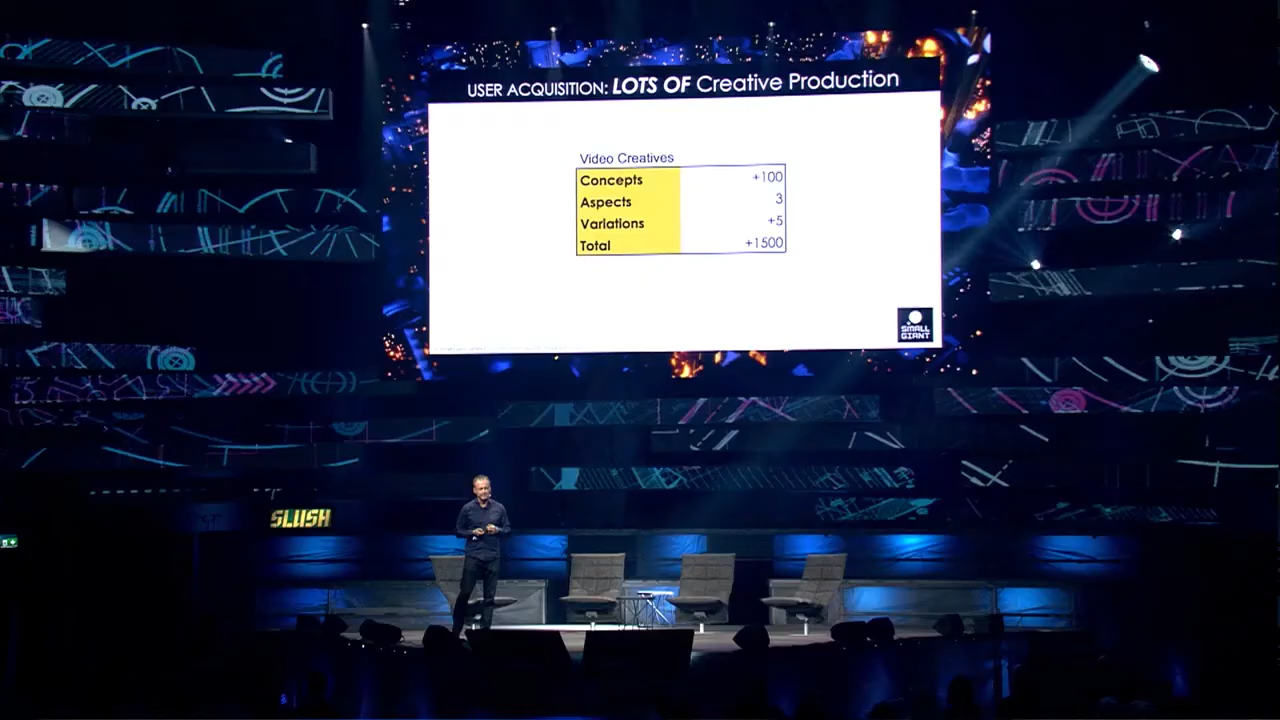 USER ACQUISITION: LOTS OF Creative Production
Video Creatives
Concepts +100
Aspects 3
Variations +5
Total +1500
SMALL
GIANT
SLUSH